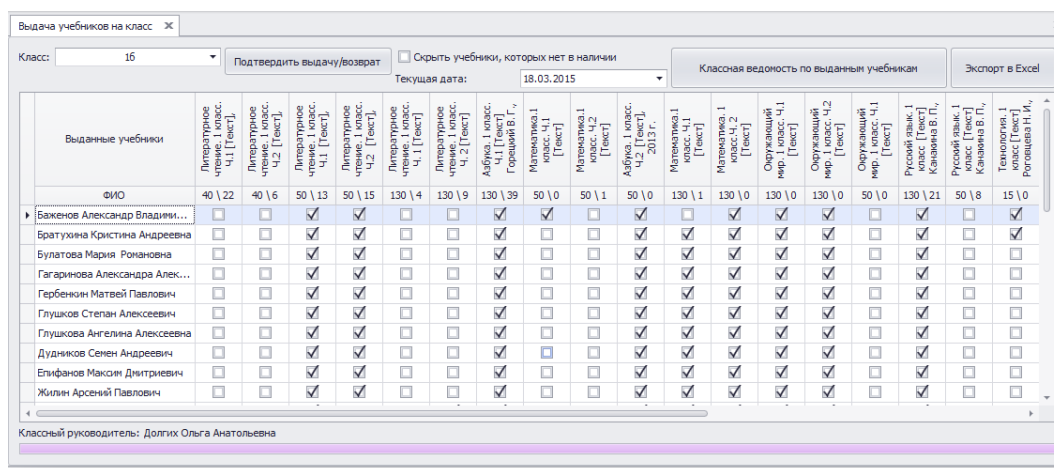 Выдача учебников на класс
Класс: 1б Подтвердить выдачу/возврат Скрыть учебники, которых нет в наличии Классная ведомость по выданным учебникам Экспорт в Excel
Текущая дата: 18.03.2015
Выданные учебники
Литературное чтение. 1 класс. Ч.1 [Текст],
Литературное чтение. 1 класс. Ч.2 [Текст],
Литературное чтение. 1 класс. Ч.1 [Текст],
Литературное чтение. 1 класс. Ч.2 [Текст],
Литературное чтение. 1 класс. Ч. 1 [Текст]
Литературное чтение. 1 класс. Ч. 2 [Текст]
Азбука. 1 класс. Ч.1 [Текст] Горецкий В. Г.,
Математика.1 класс. Ч.1 [Текст]
Математика.1 класс. Ч.2 [Текст]
Азбука. 1 класс. Ч.2 [Текст], 2013 г.
Математика.1 класс. Ч.1 [Текст]
Математика. 1 класс.Ч. 2 [Текст]
Окружающий мир. 1 класс. Ч.1 [Текст]
Окружающий мир. 1 класс. Ч.2 [Текст]
Окружающий мир. 1 класс. Ч.1 [Текст]
Русский язык. 1 класс [Текст] Канакина В. П.,
Русский язык. 1 класс [Текст] Канакина В. П.,
Технология. 1 класс [Текст] Роговцева Н. И.,
ФИО 40 \ 22 40 \ 6 50 \ 13 50 \ 15 130 \ 4 130 \ 9 130 \ 39 50 \ 0 50 \ 1 50 \ 0 130 \ 1 130 \ 0 130 \ 0 130 \ 0 50 \ 0 130 \ 21 50 \ 8 15 \ 0
Баженов Александр Владими...
Братухина Кристина Андреевна
Булатова Мария Романовна
Гагаринова Александра Алек...
Гербенкин Матвей Павлович
Глушков Степан Алексеевич
Глушкова Ангелина Алексеевна
Дудников Семен Андреевич
Епифанов Максим Дмитриевич
Жилин Арсений Павлович
Классный руководитель: Долгих Ольга Анатольевна